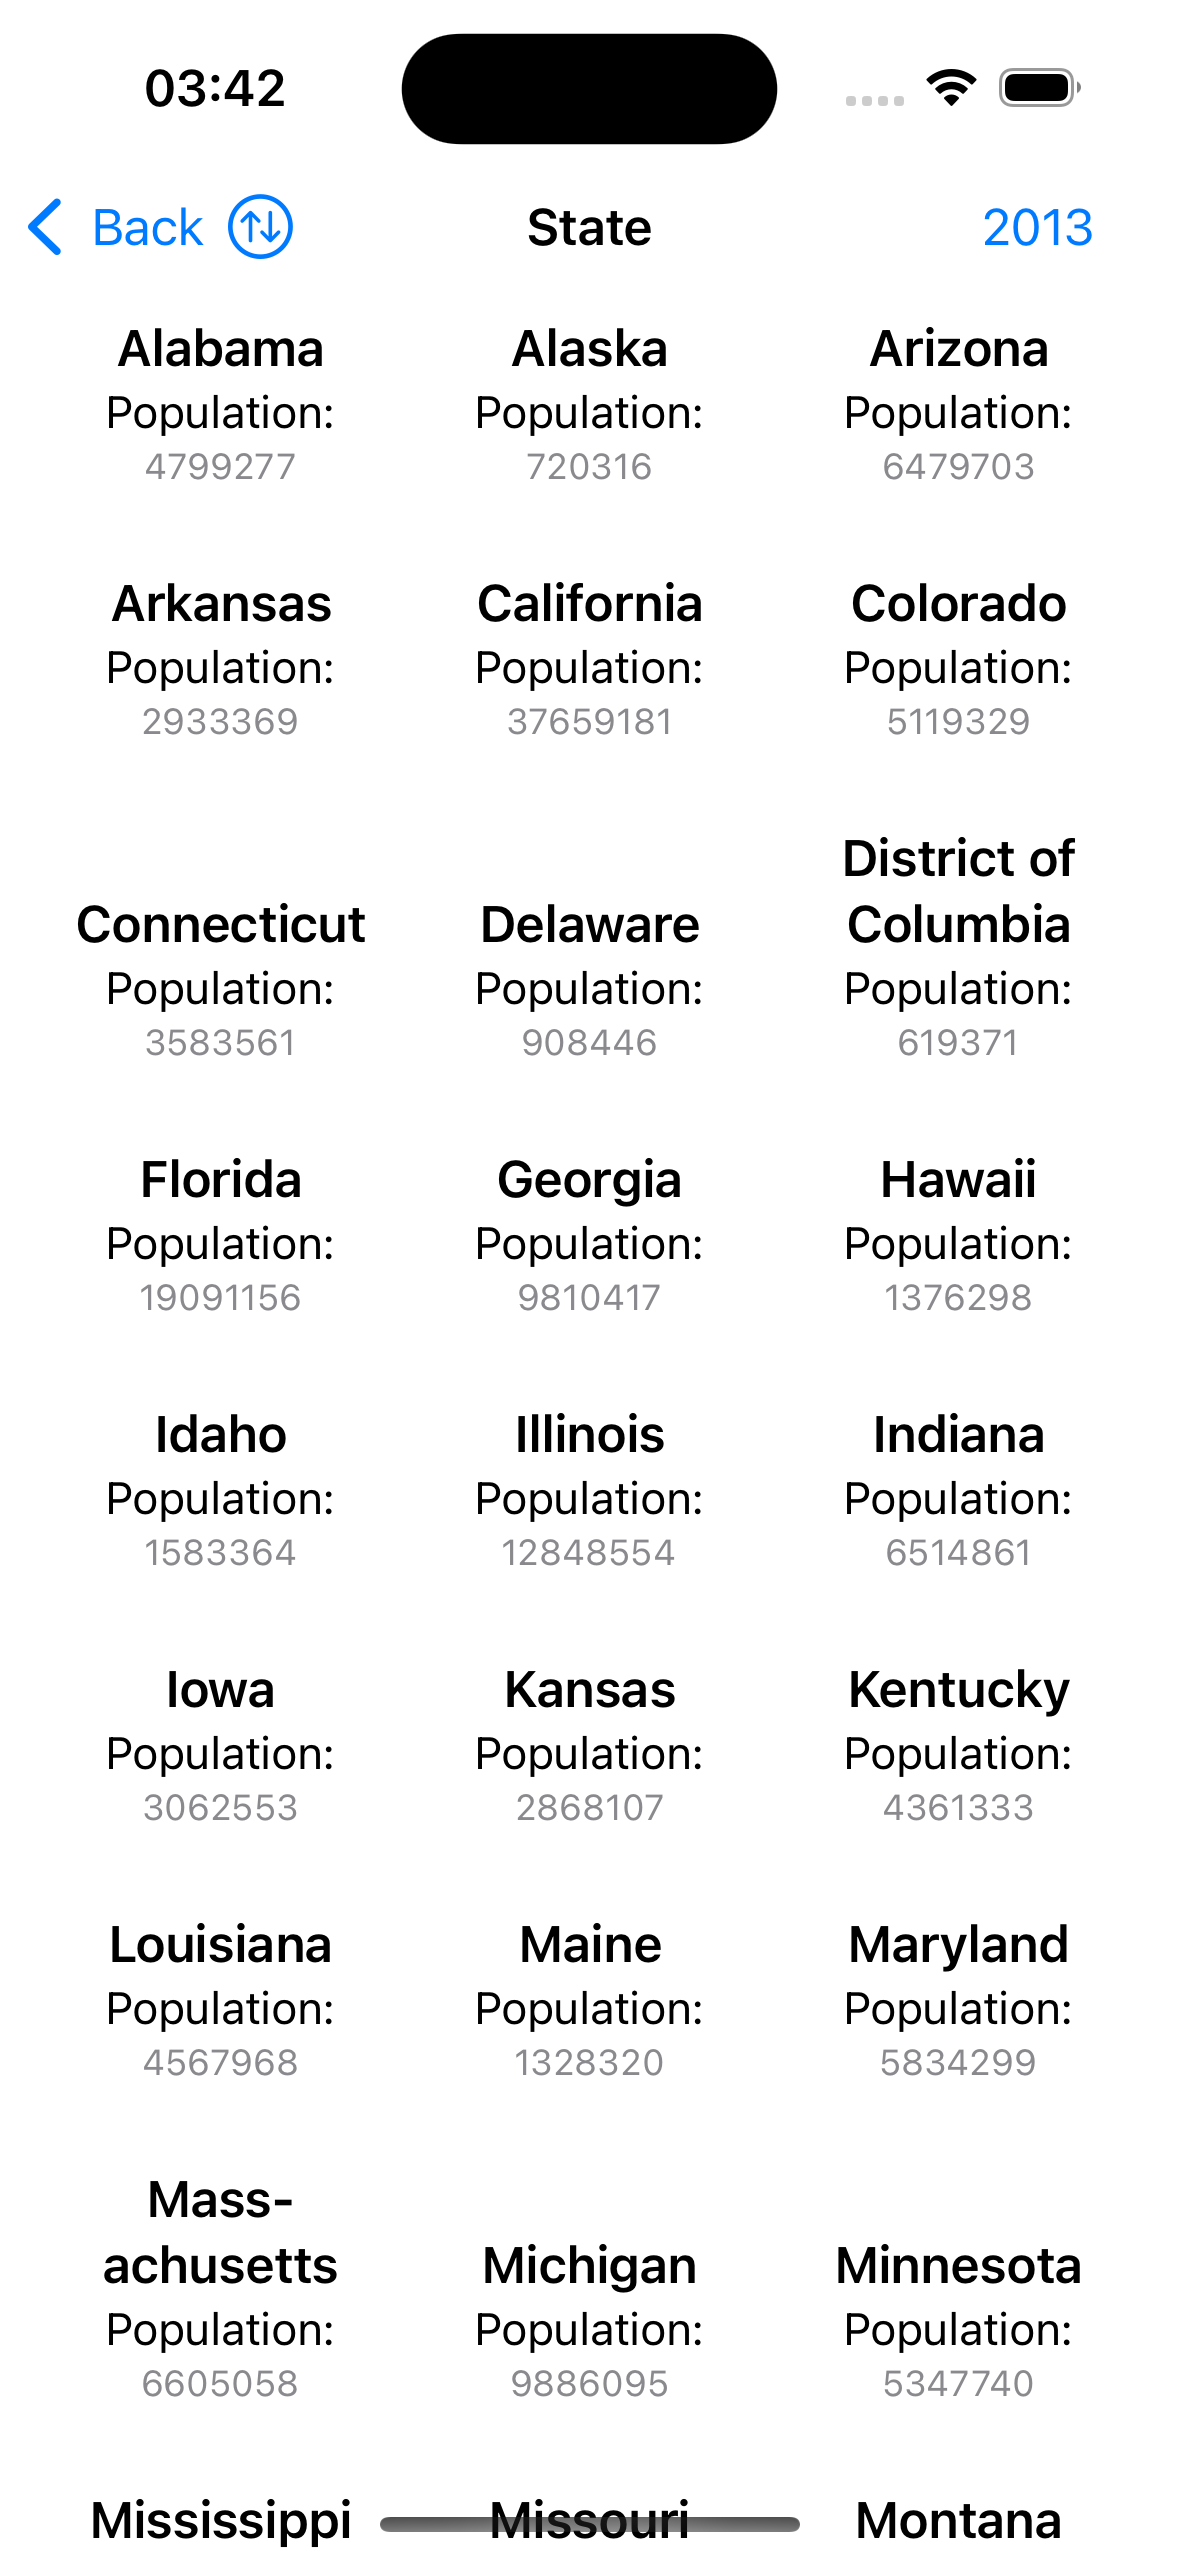 03:42
Back State 2013
Alabama Alaska Arizona
Population: Population: Population:
4799277 720316 6479703
Arkansas California Colorado
Population: Population: Population:
2933369 37659181 5119329
District of
Connecticut Delaware Columbia
Population: Population: Population:
3583561 908446 619371
Florida Georgia Hawaii
Population: Population: Population:
19091156 9810417 1376298
Idaho Illinois Indiana
Population: Population: Population:
1583364 12848554 6514861
Iowa Kansas Kentucky
Population: Population: Population:
3062553 2868107 4361333
Louisiana Maine Maryland
Population: Population: Population:
4567968 1328320 5834299
Mass-
achusetts Michigan Minnesota
Population: Population: Population:
6605058 9886095 5347740
Mississippi Missouri Montana